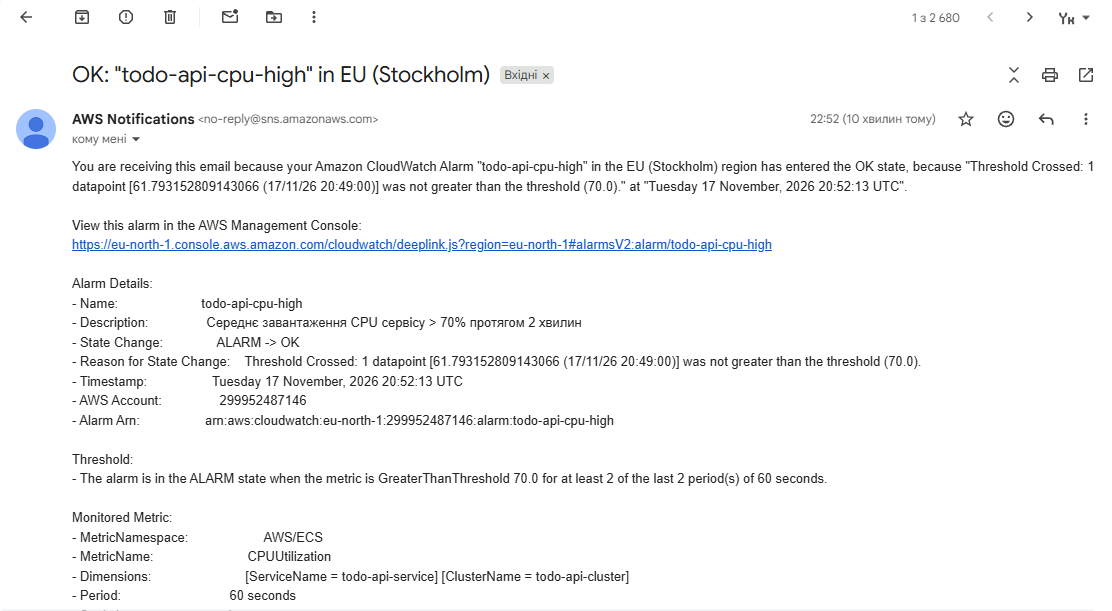 1 з 2 680
Ук
OK: "todo-api-cpu-high" in EU (Stockholm) Вхідні ×
AWS Notifications <no-reply@sns.amazonaws.com> 22:52 (10 хвилин тому)
кому мені
You are receiving this email because your Amazon CloudWatch Alarm "todo-api-cpu-high" in the EU (Stockholm) region has entered the OK state, because "Threshold Crossed: 1
datapoint [61.793152809143066 (17/11/26 20:49:00)] was not greater than the threshold (70.0)." at "Tuesday 17 November, 2026 20:52:13 UTC".
View this alarm in the AWS Management Console:
https://eu-north-1.console.aws.amazon.com/cloudwatch/deeplink.js?region=eu-north-1#alarmsV2:alarm/todo-api-cpu-high
Alarm Details:
- Name: todo-api-cpu-high
- Description: Середнє завантаження CPU сервісу > 70% протягом 2 хвилин
- State Change: ALARM -> OK
- Reason for State Change: Threshold Crossed: 1 datapoint [61.793152809143066 (17/11/26 20:49:00)] was not greater than the threshold (70.0).
- Timestamp: Tuesday 17 November, 2026 20:52:13 UTC
- AWS Account: 299952487146
- Alarm Arn: arn:aws:cloudwatch:eu-north-1:299952487146:alarm:todo-api-cpu-high
Threshold:
- The alarm is in the ALARM state when the metric is GreaterThanThreshold 70.0 for at least 2 of the last 2 period(s) of 60 seconds.
Monitored Metric:
- MetricNamespace: AWS/ECS
- MetricName: CPUUtilization
- Dimensions: [ServiceName = todo-api-service] [ClusterName = todo-api-cluster]
- Period: 60 seconds